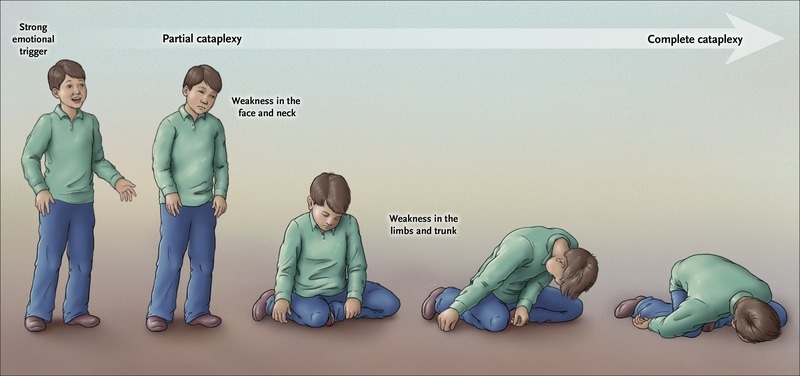 Strong
emotional
trigger
Partial cataplexy
Complete cataplexy
Weakness in the
face and neck
Weakness in the
limbs and trunk